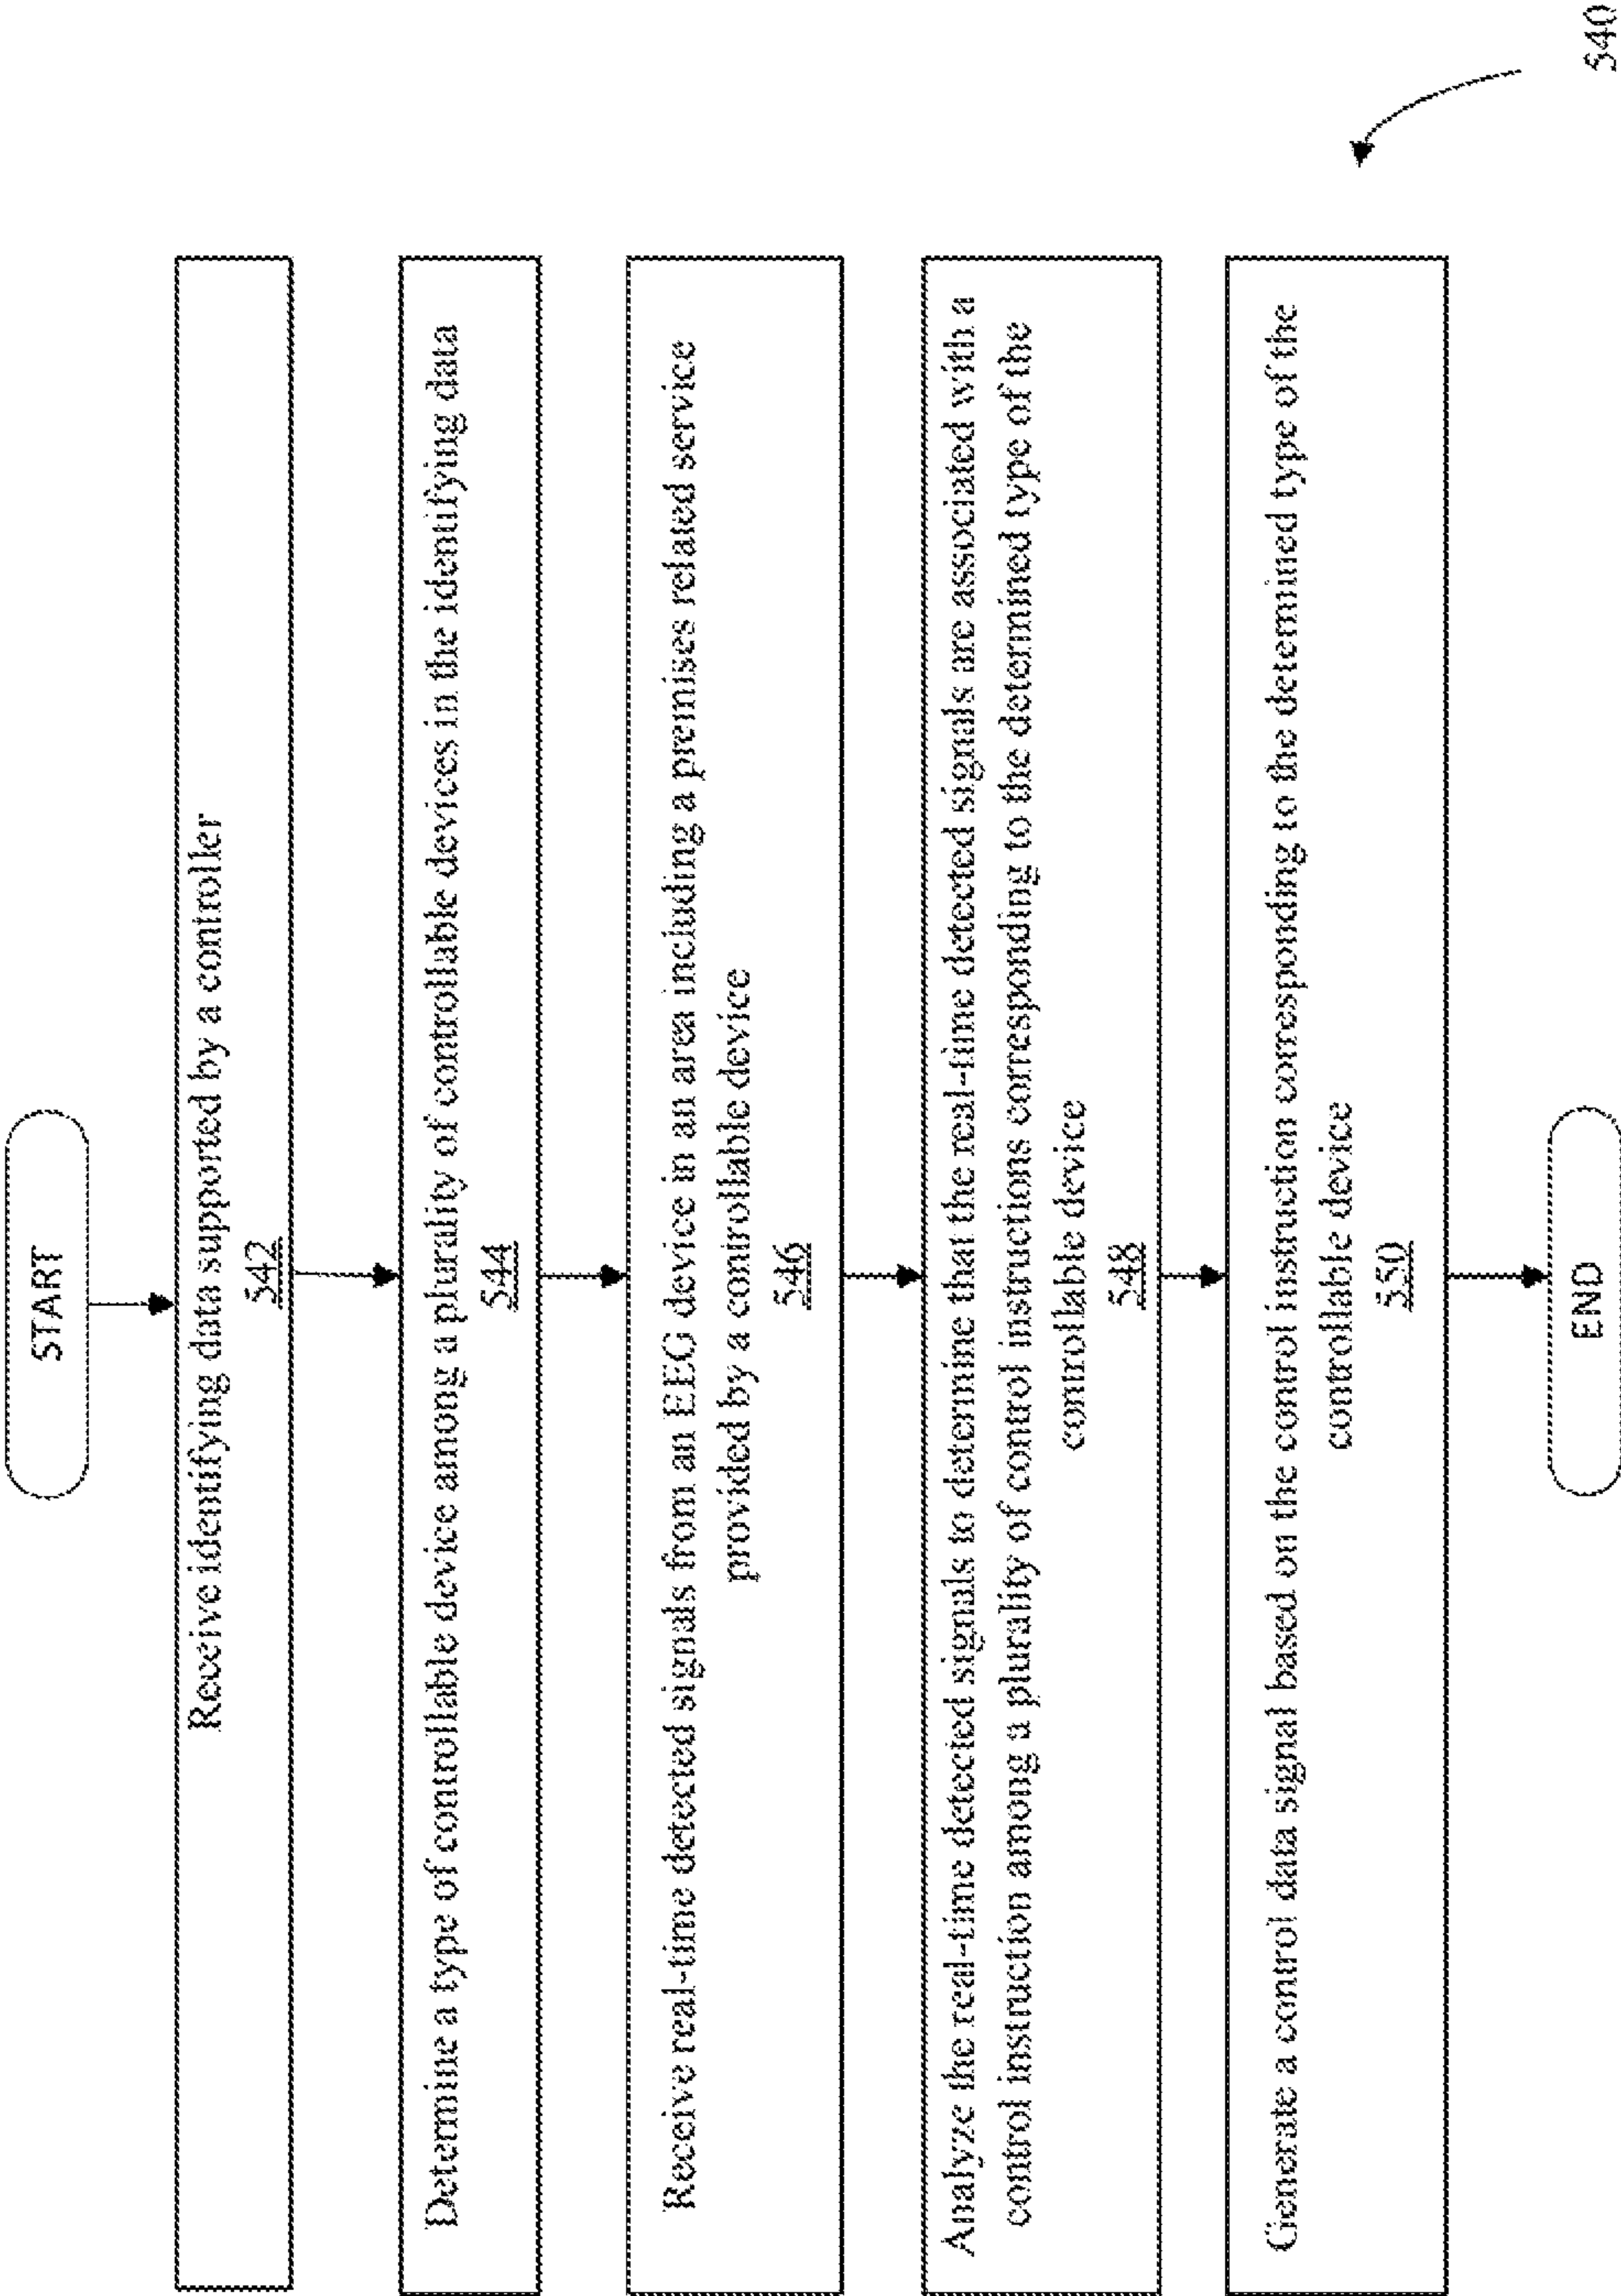 START
Receive identifying data supported by a controller
542
Determine a type of controllable device among a plurality of controllable devices in the identifying data
544
Receive real-time detected signals from an EEG device in an area including a premises related service
provided by a controllable device
546
Analyze the real-time detected signals to determine that the real-time detected signals are associated with a
control instruction among a plurality of control instructions corresponding to the determined type of the
controllable device
548
Generate a control data signal based on the control instruction corresponding to the determined type of the
controllable device
550
END
540